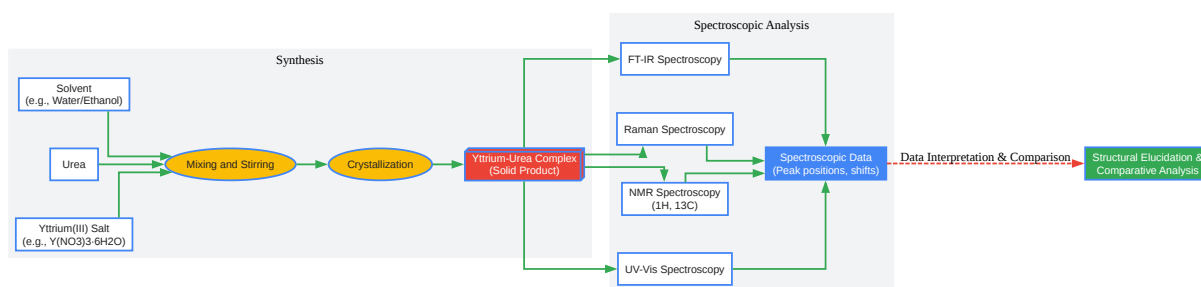 Synthesis
Solvent
(e.g., Water/Ethanol)
Urea
Yttrium(III) Salt
(e.g., Y(NO3)3·6H2O)
Mixing and Stirring
Crystallization
Yttrium-Urea Complex
(Solid Product)
Spectroscopic Analysis
FT-IR Spectroscopy
Raman Spectroscopy
NMR Spectroscopy
(1H, 13C)
UV-Vis Spectroscopy
Spectroscopic Data
(Peak positions, shifts)
Data Interpretation & Comparison
Structural Elucidation &
Comparative Analysis